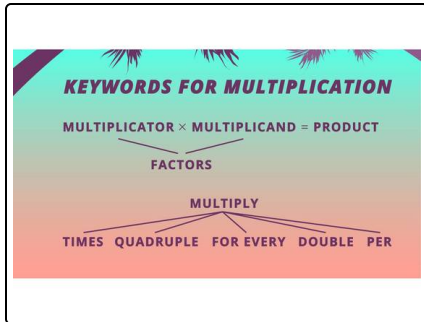 KEYWORDS FOR MULTIPLICATION
MULTIPLICATOR × MULTIPLICAND = PRODUCT
FACTORS
MULTIPLY
TIMES QUADRUPLE FOR EVERY DOUBLE PER